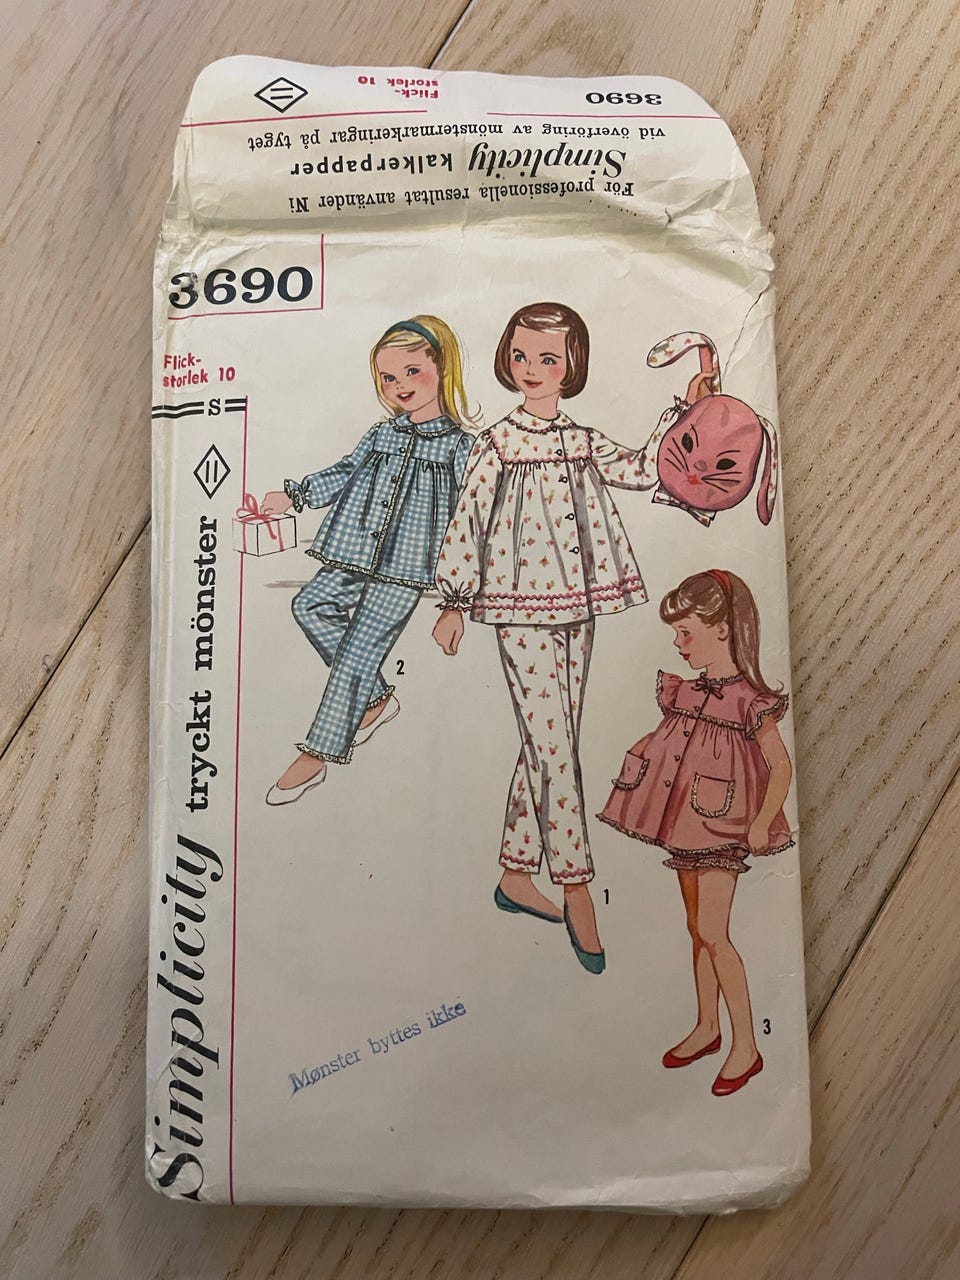 3690
Flick-
storlek 10
vid överföring av mönstermarkeringar på tyget
Simplicity kalkerpapper
För professionella resultat använder Ni
3690
Flick-
storlek 10
S
Simplicity tryckt mönster
2
1
3
Mønster byttes ikke